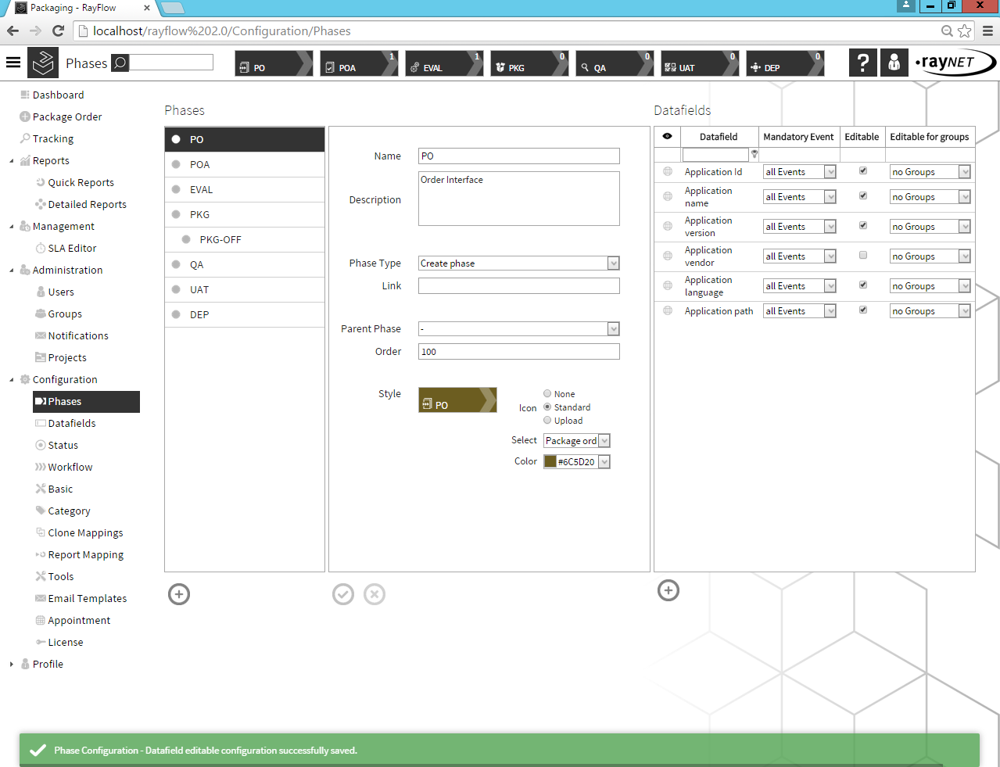 Packaging - RayFlow
localhost/rayflow%202.0/Configuration/Phases
Phases
PO
POA 1
EVAL 1
PKG 0
QA 0
UAT 0
DEP 0
?
rayNET
Dashboard
Package Order
Tracking
Reports
Quick Reports
Detailed Reports
Management
SLA Editor
Administration
Users
Groups
Notifications
Projects
Configuration
Phases
Datafields
Status
Workflow
Basic
Category
Clone Mappings
Report Mapping
Tools
Email Templates
Appointment
License
Profile
Phases
PO
POA
EVAL
PKG
PKG-OFF
QA
UAT
DEP
Name PO
Description Order Interface
Phase Type Create phase
Link
Parent Phase -
Order 100
Style PO
Icon
None
Standard
Upload
Select Package ord
Color #6C5D20
Datafields
Datafield Mandatory Event Editable Editable for groups
Application Id all Events no Groups
Application name all Events no Groups
Application version all Events no Groups
Application vendor all Events no Groups
Application language all Events no Groups
Application path all Events no Groups
Phase Configuration - Datafield editable configuration successfully saved.